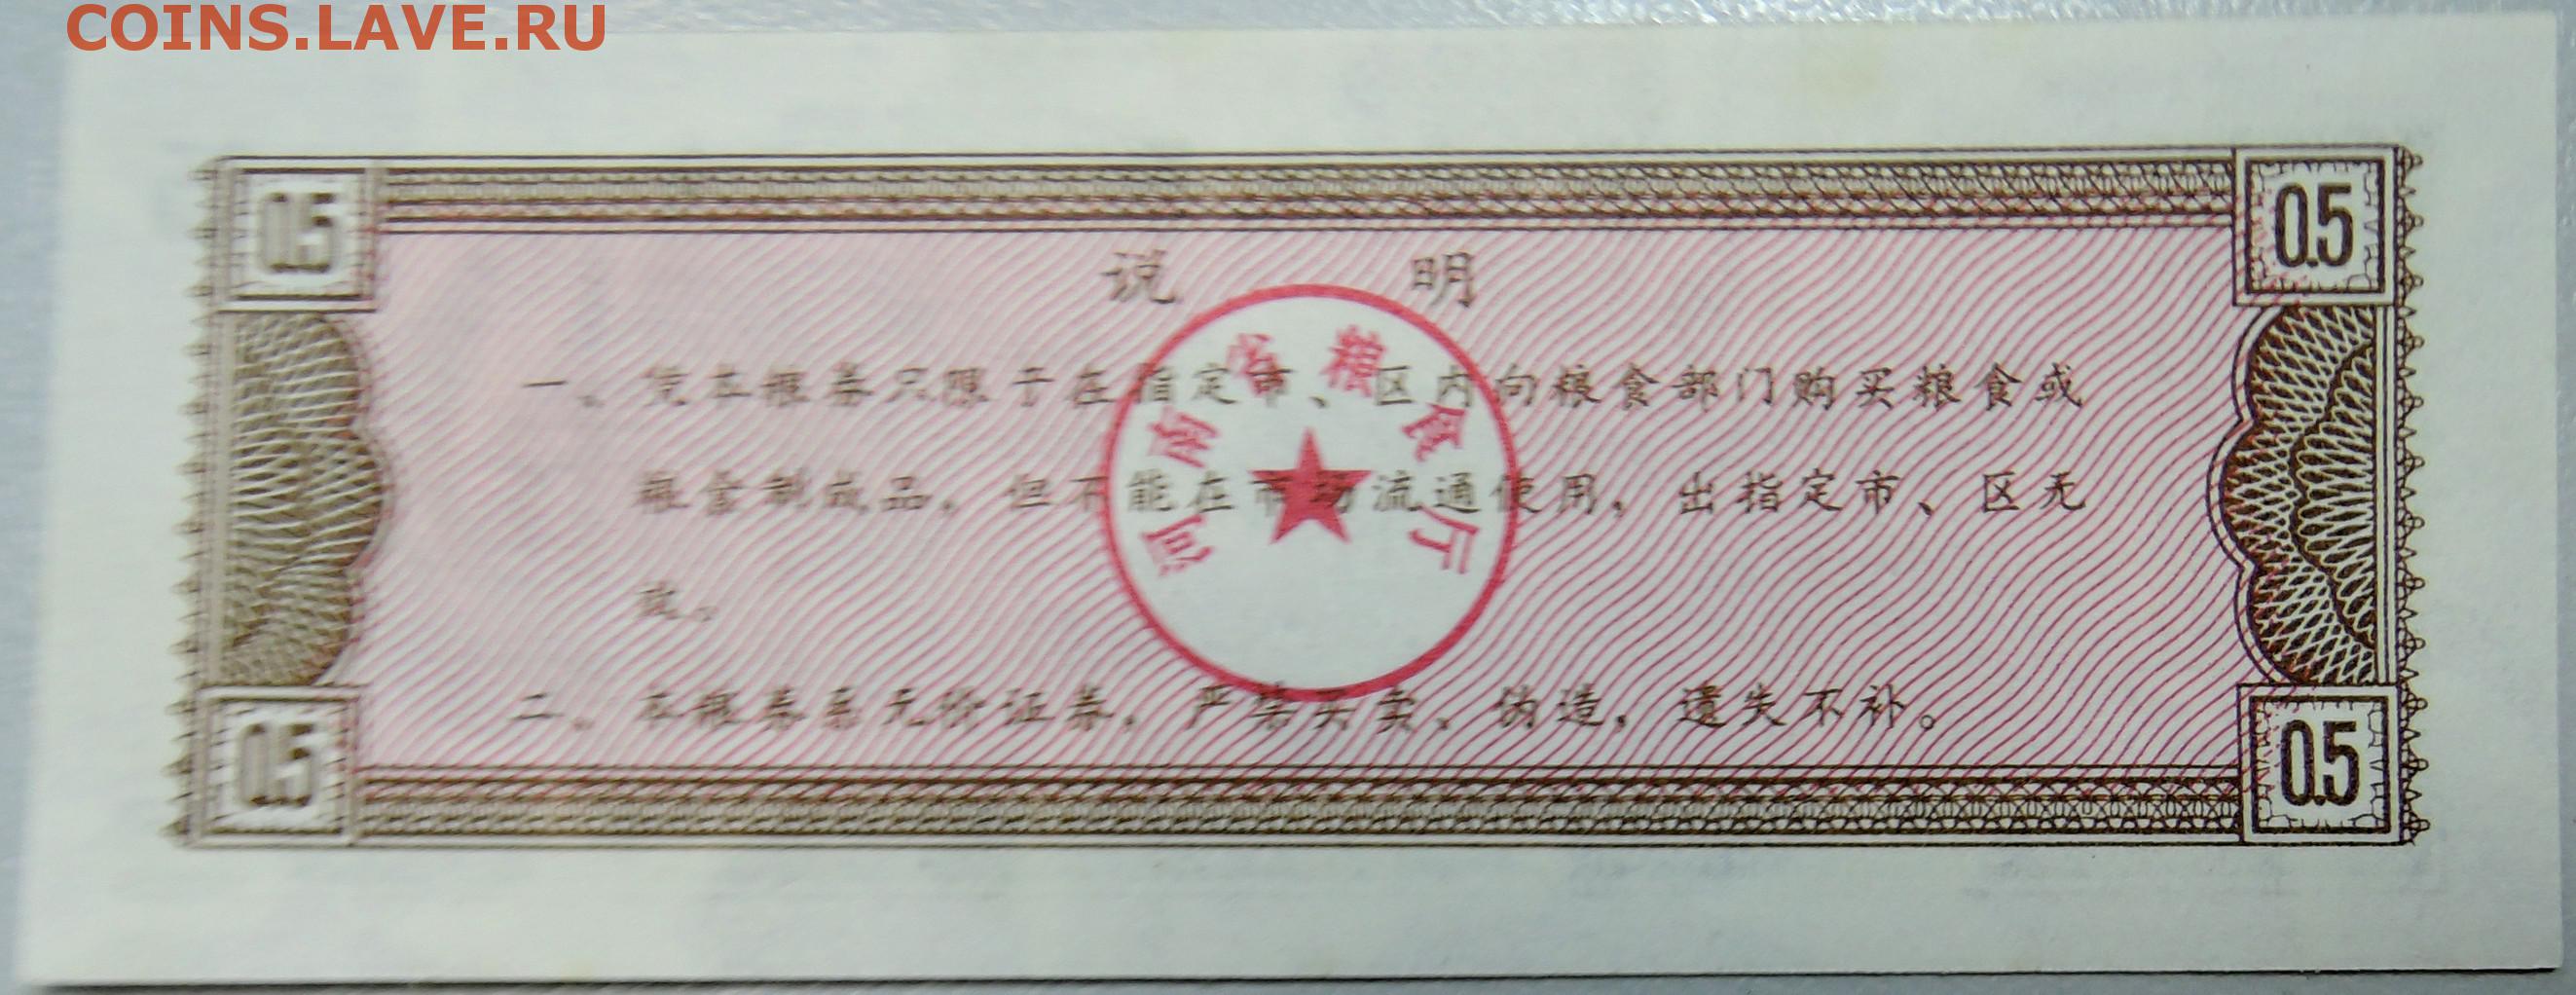 COINS.LAVE.RU
0.5 0.5
说 明
河南省粮食厅
一、凭本粮券只限于在指定市、区内向粮食部门购买粮食或
粮食制成品，但不能在市场流通使用，出指定市、区无
效。
二、本粮券系无价证券，严禁买卖、伪造，遗失不补。
0.5 0.5